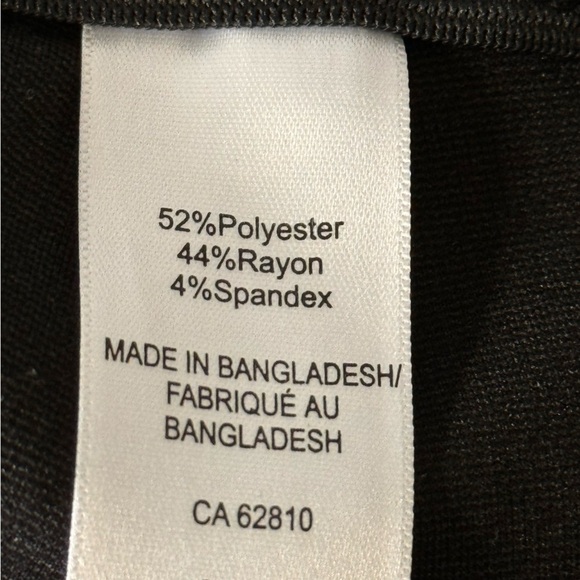 52%Polyester
44%Rayon
4%Spandex
MADE IN BANGLADESH/
FABRIQUÉ AU
BANGLADESH
CA 62810